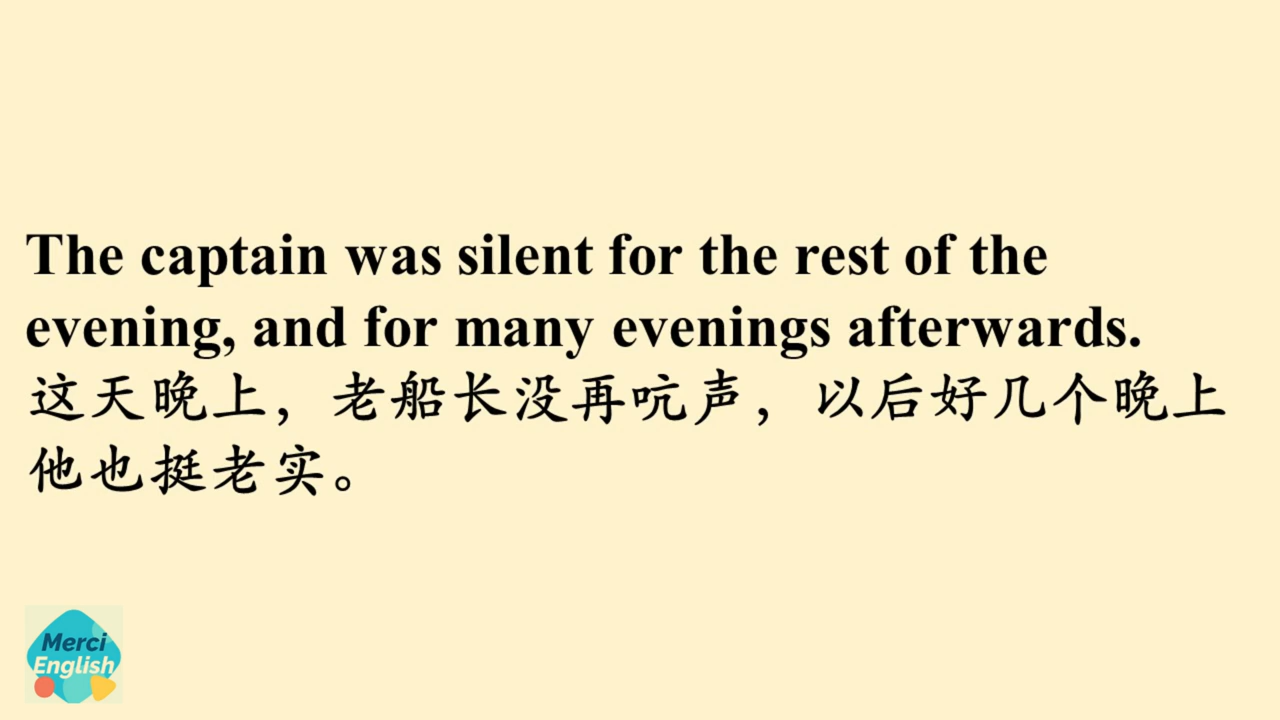 The captain was silent for the rest of the
evening, and for many evenings afterwards.
这天晚上，老船长没再吭声，以后好几个晚上
他也挺老实。
Merci
English